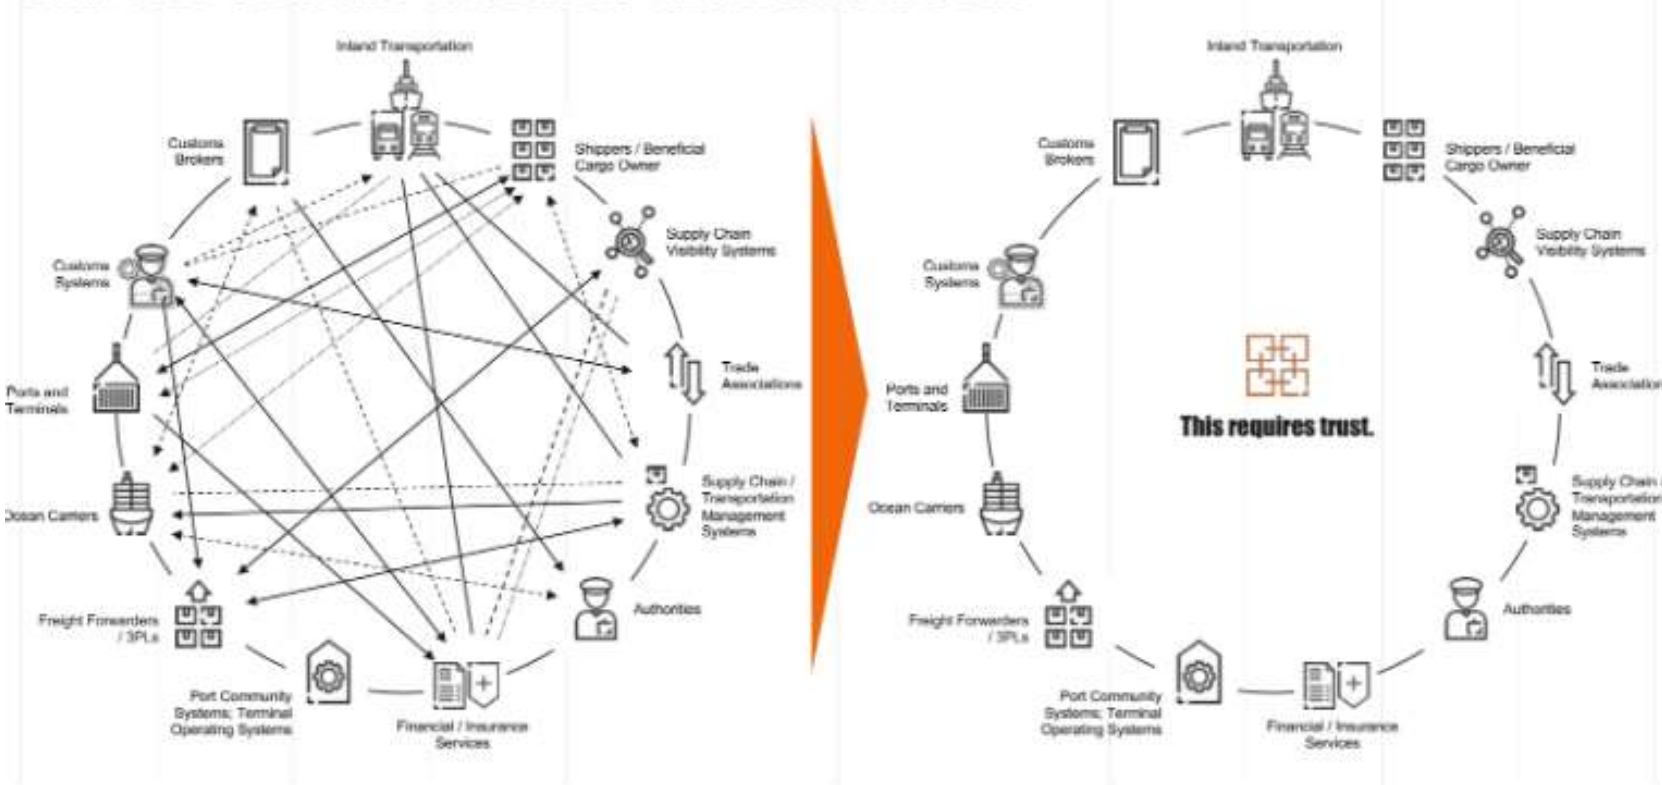 Inland Transportation
Customs
Brokers
Shippers / Beneficial
Cargo Owner
Supply Chain
Visibility Systems
Customs
Systems
Trade
Associations
Ports and
Terminals
Supply Chain /
Transportation
Management
Systems
Ocean Carriers
Authorities
Freight Forwarders
/ 3PLs
Port Community
Systems; Terminal
Operating Systems
Financial / Insurance
Services
Inland Transportation
Customs
Brokers
Shippers / Beneficial
Cargo Owner
Supply Chain
Visibility Systems
Customs
Systems
This requires trust.
Trade
Association
Ports and
Terminals
Supply Chain /
Transportation
Management
Systems
Ocean Carriers
Authorities
Freight Forwarders
/ 3PLs
Port Community
Systems; Terminal
Operating Systems
Financial / Insurance
Services